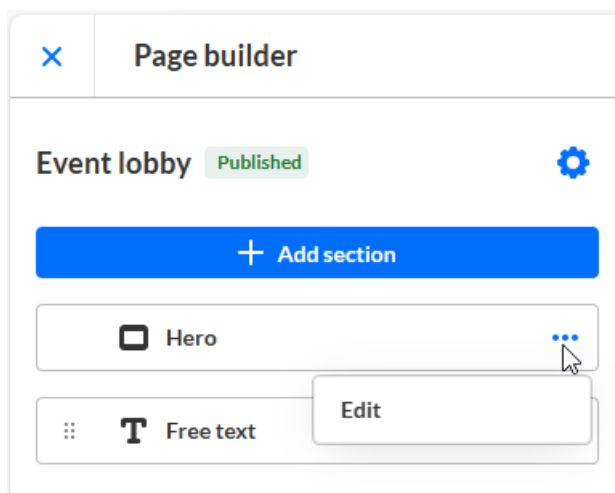 Page builder
Event lobby Published
Add section
Hero
Edit
Free text